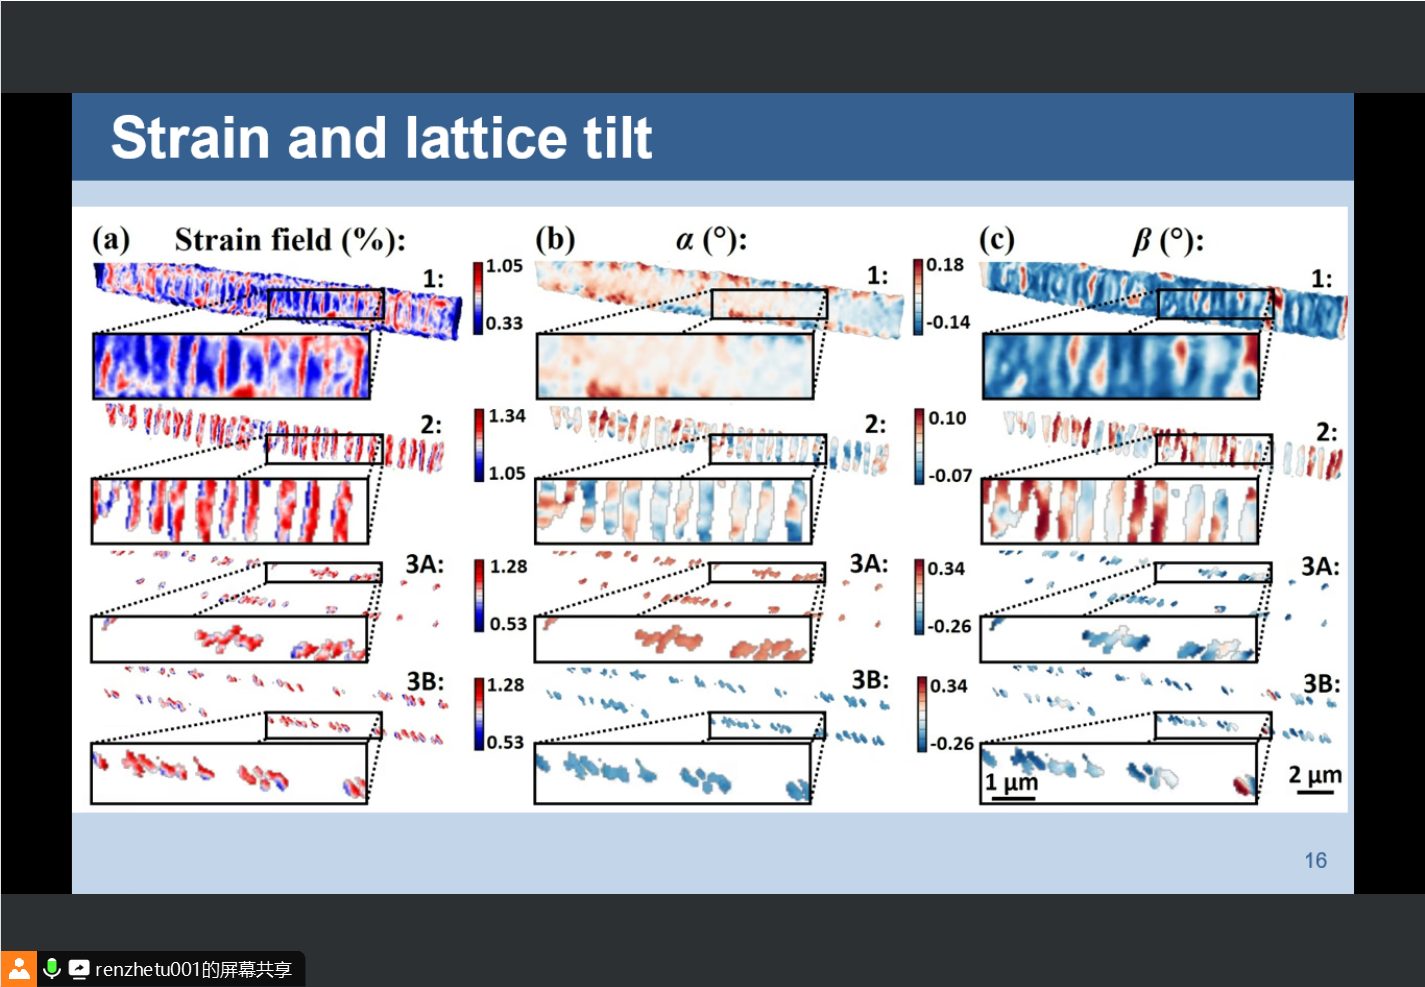 Strain and lattice tilt
(a) Strain field (%):
1:
1.05
0.33
2:
1.34
1.05
3A:
1.28
0.53
3B:
1.28
0.53
(b) α (°):
1:
0.18
-0.14
2:
0.10
-0.07
3A:
0.34
-0.26
3B:
0.34
-0.26
(c) β (°):
1:
2:
3A:
3B:
1 μm
2 μm
16
renzhetu001的屏幕共享